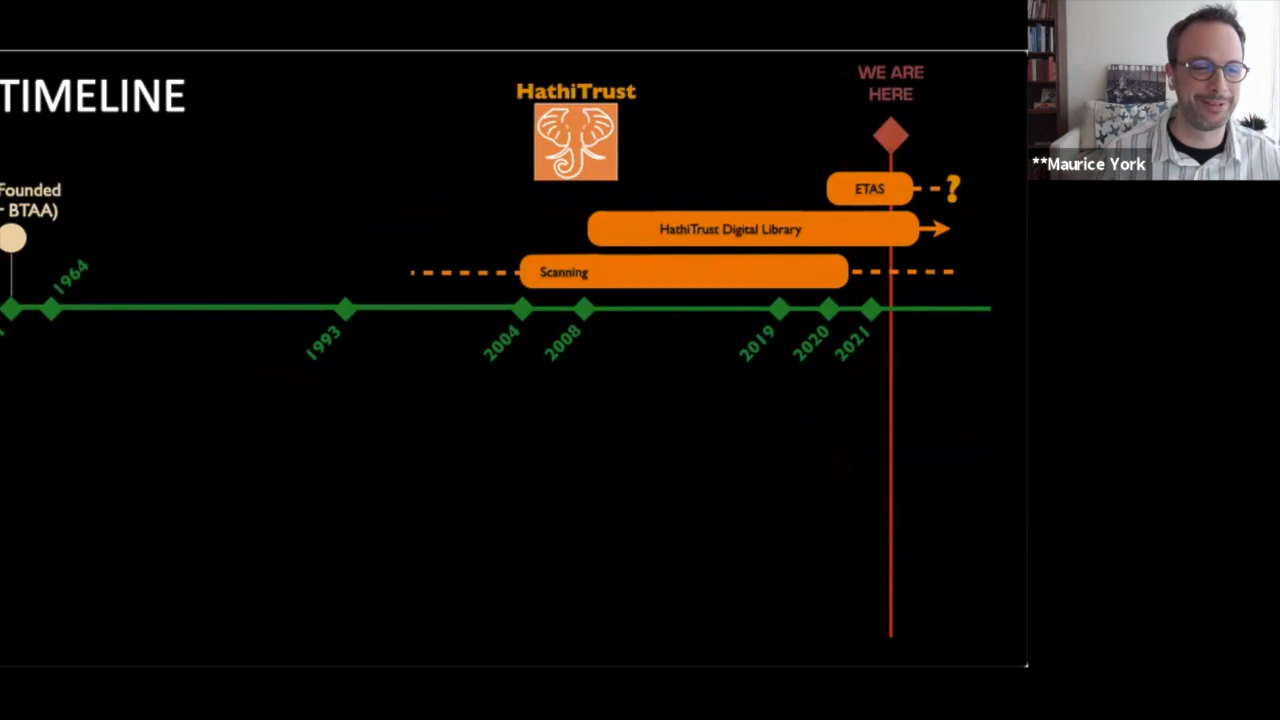 TIMELINE
HathiTrust
WE ARE
HERE
**Maurice York
Founded
BTAA)
ETAS
?
HathiTrust Digital Library
Scanning
1964
1993
2004
2008
2019
2020
2021